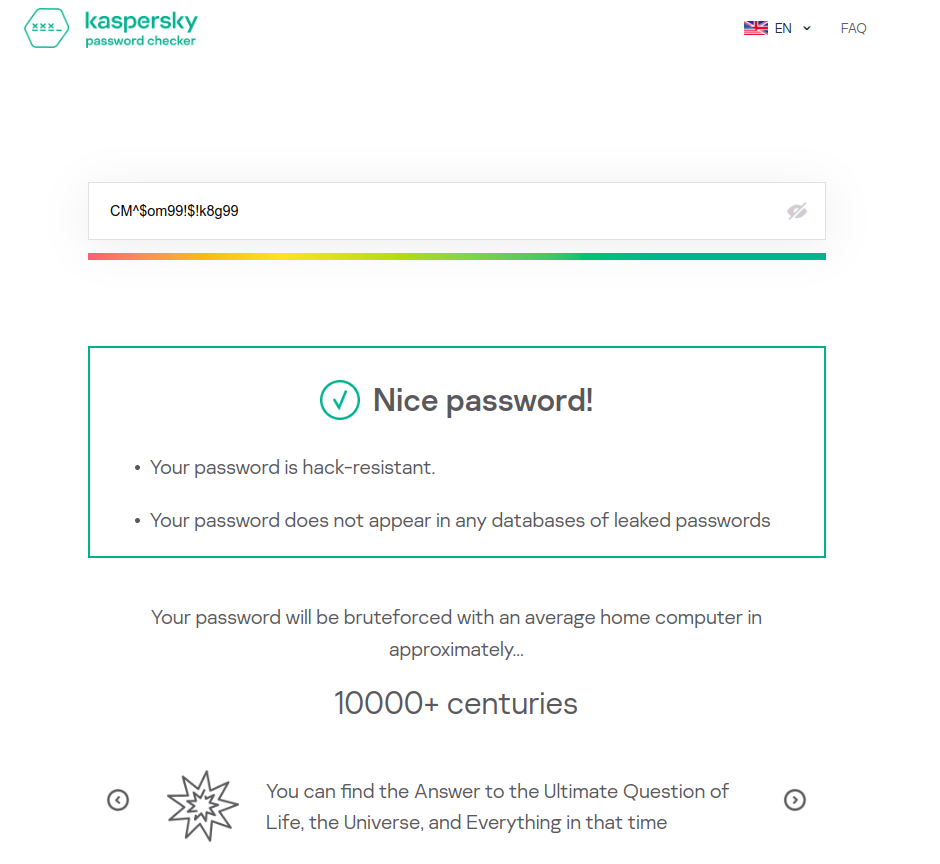 xxx_
kaspersky
password checker
EN
FAQ
CM^$om99!$!k8g99
Nice password!
• Your password is hack-resistant.
• Your password does not appear in any databases of leaked passwords
Your password will be bruteforced with an average home computer in
approximately...
10000+ centuries
You can find the Answer to the Ultimate Question of
Life, the Universe, and Everything in that time